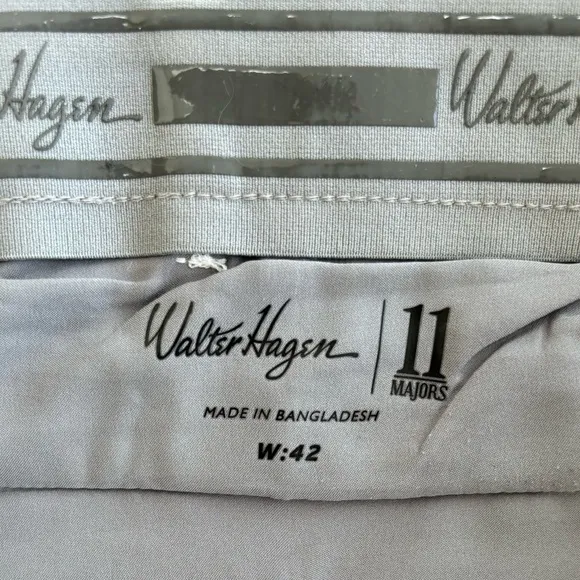 Hagen Walter
Walter Hagen 11
MAJORS
MADE IN BANGLADESH
W:42